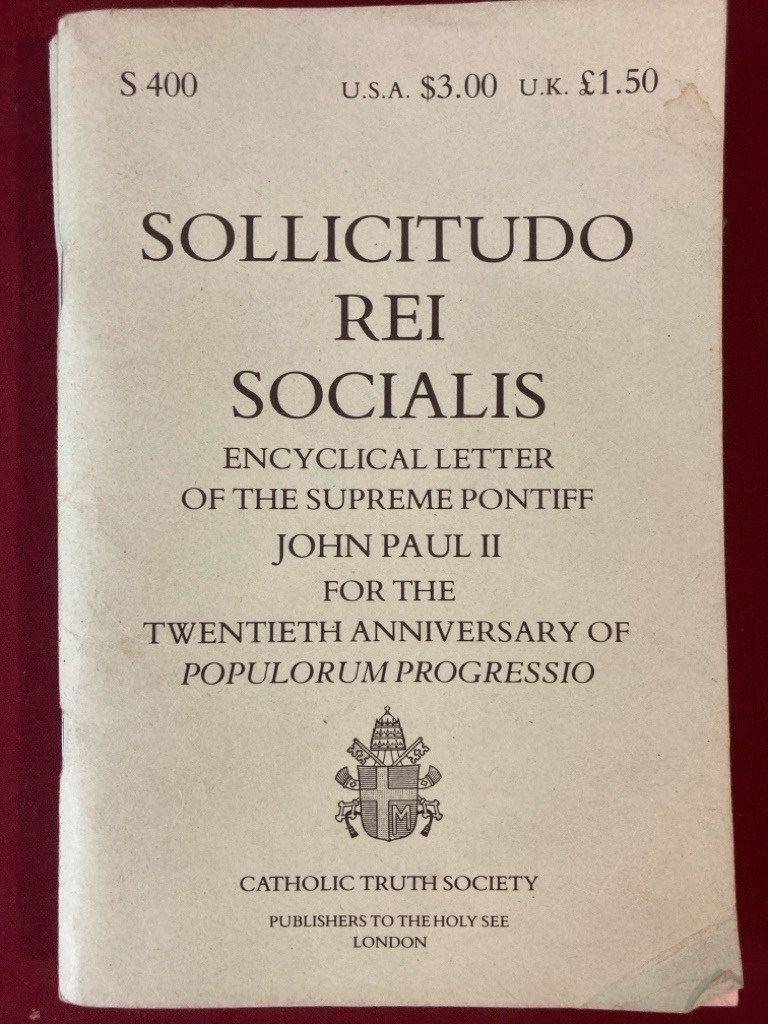 S 400 U.S.A. $3.00 U.K. £1.50
SOLLICITUDO
REI
SOCIALIS
ENCYCLICAL LETTER
OF THE SUPREME PONTIFF
JOHN PAUL II
FOR THE
TWENTIETH ANNIVERSARY OF
POPULORUM PROGRESSIO
M
CATHOLIC TRUTH SOCIETY
PUBLISHERS TO THE HOLY SEE
LONDON